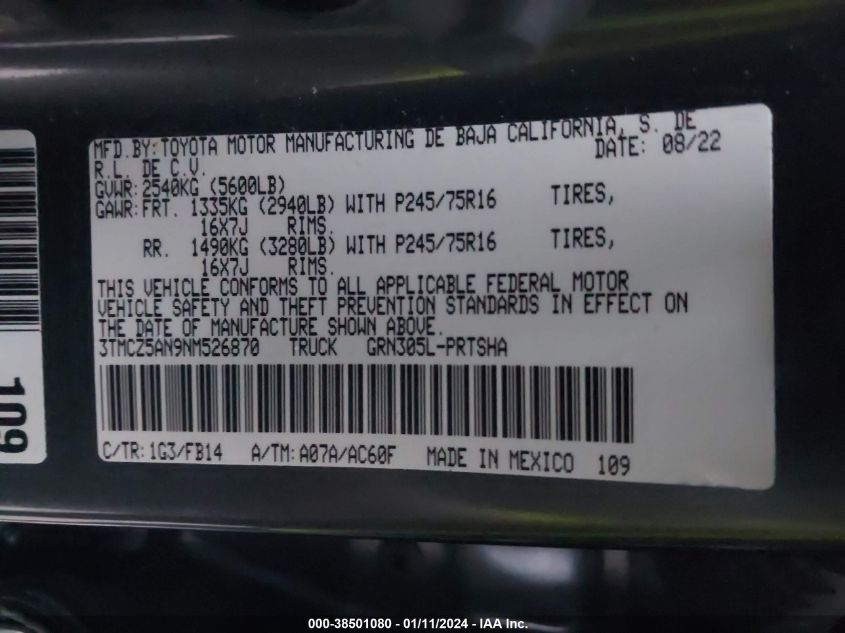 MFD.BY: TOYOTA MOTOR MANUFACTURING DE BAJA CALIFORNIA, S. DE
R.L. DE C.V. DATE: 08/22
GVWR: 2540KG (5600LB)
GAWR: FRT. 1335KG (2940LB) WITH P245/75R16 TIRES,
16X7J RIMS.
RR. 1490KG (3280LB) WITH P245/75R16 TIRES,
16X7J RIMS.
THIS VEHICLE CONFORMS TO ALL APPLICABLE FEDERAL MOTOR
VEHICLE SAFETY AND THEFT PREVENTION STANDARDS IN EFFECT ON
THE DATE OF MANUFACTURE SHOWN ABOVE.
3TMCZ5AN9NM526870 TRUCK GRN305L-PRTSHA
C/TR: 1G3/FB14 A/TM: A07A/AC60F MADE IN MEXICO 109
109
000-38501080 - 01/11/2024 - IAA Inc.